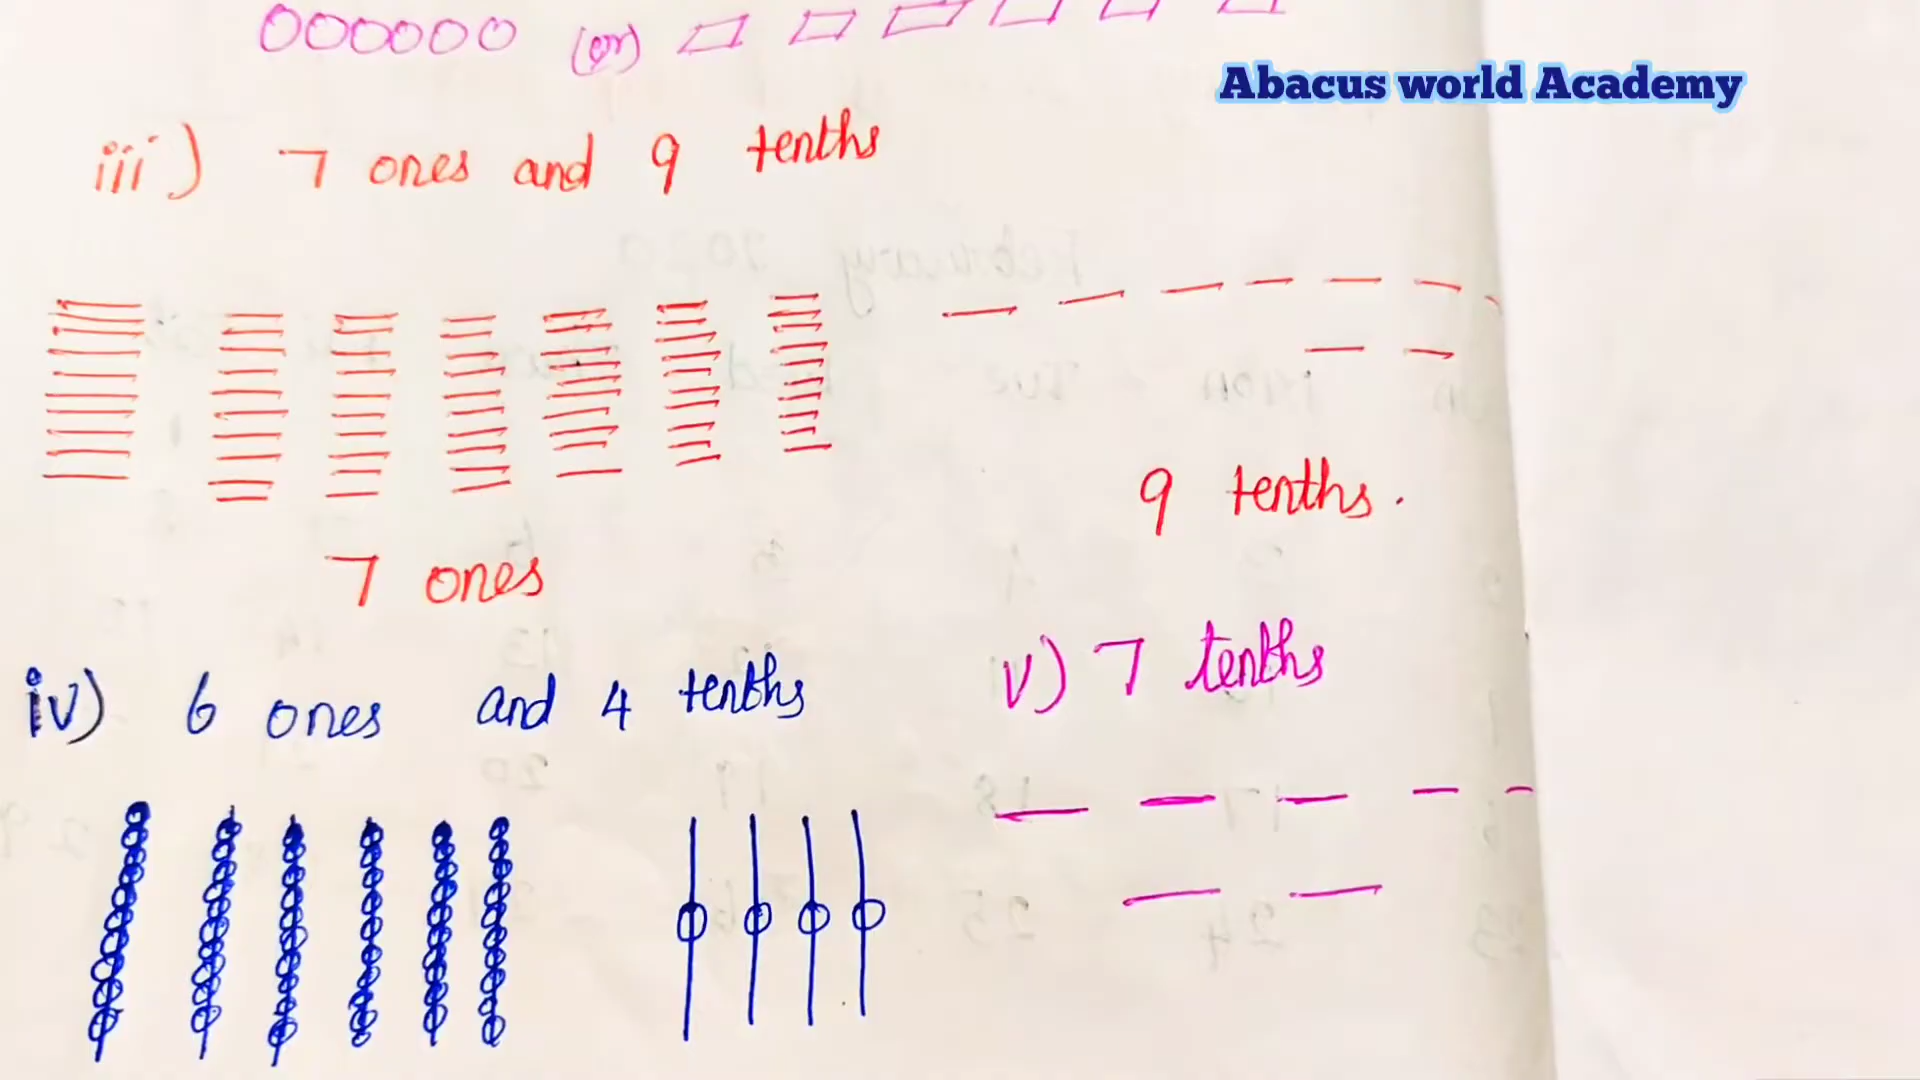 (or)
Abacus world Academy
iii) 7 ones and 9 tenths
9 tenths.
7 ones
iv) 6 ones and 4 tenths
v) 7 tenths